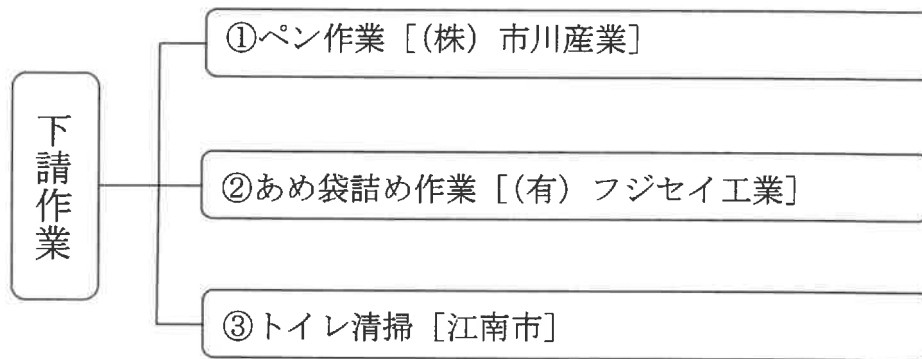 下請作業
①ペン作業［(株) 市川産業］
②あめ袋詰め作業［(有) フジセイ工業］
③トイレ清掃［江南市］